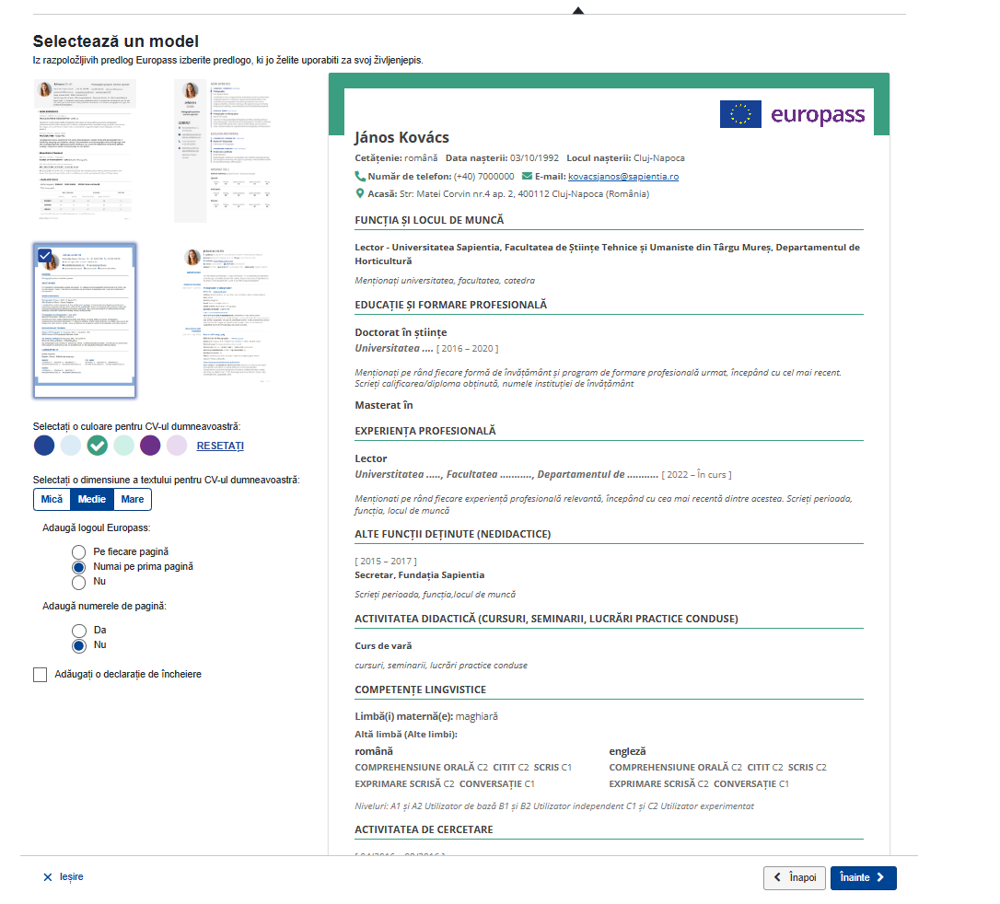 Selectează un model
Iz razpoložljivih predlog Europass izberite predlogo, ki jo želite uporabiti za svoj življenjepis.
Selectați o culoare pentru CV-ul dumneavoastră:
RESETAȚI
Selectați o dimensiune a textului pentru CV-ul dumneavoastră:
Mică Medie Mare
Adaugă logoul Europass:
Pe fiecare pagină
Numai pe prima pagină
Nu
Adaugă numerele de pagină:
Da
Nu
Adăugați o declarație de încheiere
europass
János Kovács
Cetățenie: română Data nașterii: 03/10/1992 Locul nașterii: Cluj-Napoca
Număr de telefon: (+40) 7000000 E-mail: kovacsjanos@sapientia.ro
Acasă: Str: Matei Corvin nr.4 ap. 2, 400112 Cluj-Napoca (România)
FUNCȚIA ȘI LOCUL DE MUNCĂ
Lector - Universitatea Sapientia, Facultatea de Științe Tehnice și Umaniste din Târgu Mureș, Departamentul de
Horticultură
Menționați universitatea, facultatea, catedra
EDUCAȚIE ȘI FORMARE PROFESIONALĂ
Doctorat în științe
Universitatea .... [ 2016 – 2020 ]
Menționați pe rând fiecare formă de învățământ și program de formare profesională urmat, începând cu cel mai recent.
Scrieți calificarea/diploma obținută, numele instituției de învățământ
Masterat în
EXPERIENȚA PROFESIONALĂ
Lector
Universtitatea ....., Facultatea ..........., Departamentul de ........... [ 2022 – În curs ]
Menționați pe rând fiecare experiență profesională relevantă, începând cu cea mai recentă dintre acestea. Scrieți perioada,
funcția, locul de muncă
ALTE FUNCȚII DEȚINUTE (NEDIDACTICE)
[ 2015 – 2017 ]
Secretar, Fundația Sapientia
Scrieți perioada, funcția,locul de muncă
ACTIVITATEA DIDACTICĂ (CURSURI, SEMINARII, LUCRĂRI PRACTICE CONDUSE)
Curs de vară
cursuri, seminarii, lucrări practice conduse
COMPETENȚE LINGVISTICE
Limbă(i) maternă(e): maghiară
Altă limbă (Alte limbi):
română engleză
COMPREHENSIUNE ORALĂ C2 CITIT C2 SCRIS C1 COMPREHENSIUNE ORALĂ C2 CITIT C2 SCRIS C2
EXPRIMARE SCRISĂ C2 CONVERSAȚIE C1 EXPRIMARE SCRISĂ C2 CONVERSAȚIE C1
Niveluri: A1 și A2 Utilizator de bază B1 și B2 Utilizator independent C1 și C2 Utilizator experimentat
ACTIVITATEA DE CERCETARE
Ieșire
Înapoi
Înainte